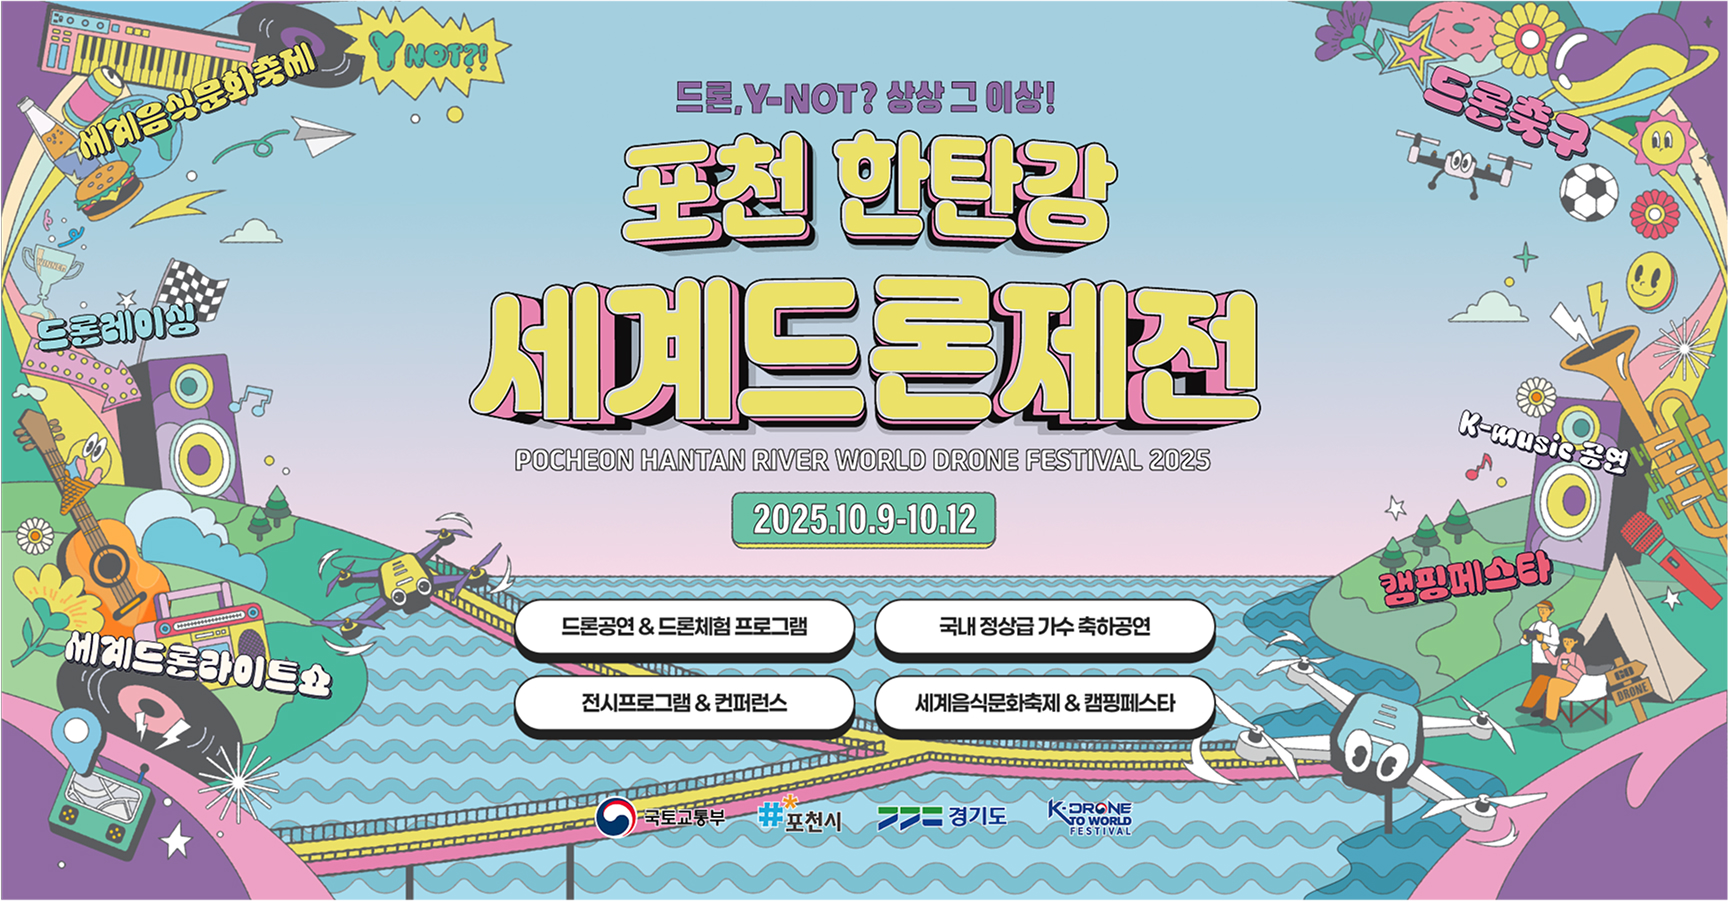 Y NOT?!
세계음식문화축제
드론, Y-NOT? 상상 그 이상!
드론축구
포천 한탄강
세계드론제전
WINNER
드론레이싱
POCHEON HANTAN RIVER WORLD DRONE FESTIVAL 2025
K-music 공연
2025.10.9-10.12
캠핑페스타
드론공연 & 드론체험 프로그램
국내 정상급 가수 축하공연
세계드론라이트쇼
전시프로그램 & 컨퍼런스
세계음식문화축제 & 캠핑페스타
DRONE
국토교통부
#포천시
경기도
K-DRONE
TO WORLD
FESTIVAL